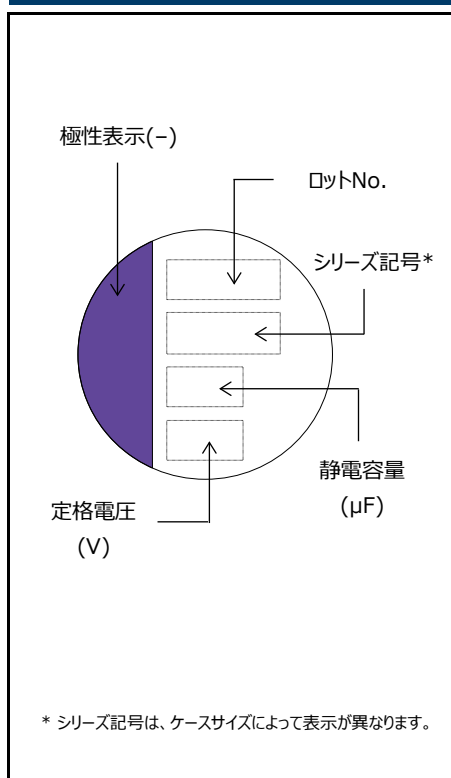 極性表示(−)
ロットNo.
シリーズ記号*
静電容量
(μF)
定格電圧
(V)
* シリーズ記号は、ケースサイズによって表示が異なります。